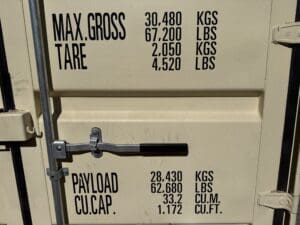 MAX.GROSS 30.480 KGS
67.200 LBS
TARE 2.050 KGS
4.520 LBS
PAYLOAD 28.430 KGS
62.680 LBS
CU.CAP. 33.2 CU.M.
1.172 CU.FT.